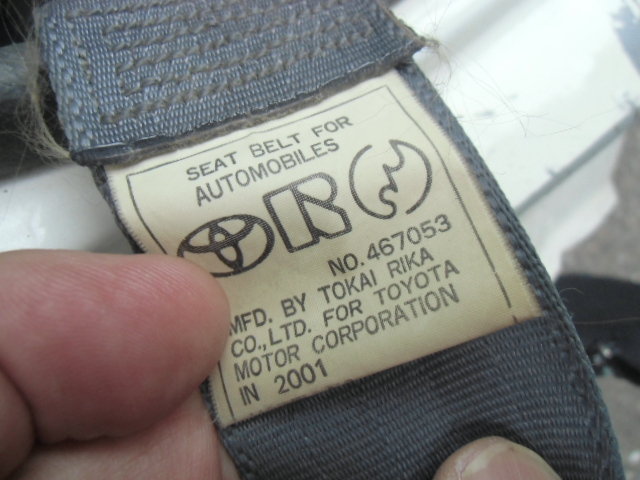 SEAT BELT FOR
AUTOMOBILES
NO. 467053
MFD. BY TOKAI RIKA
CO.,LTD. FOR TOYOTA
MOTOR CORPORATION
IN 2001